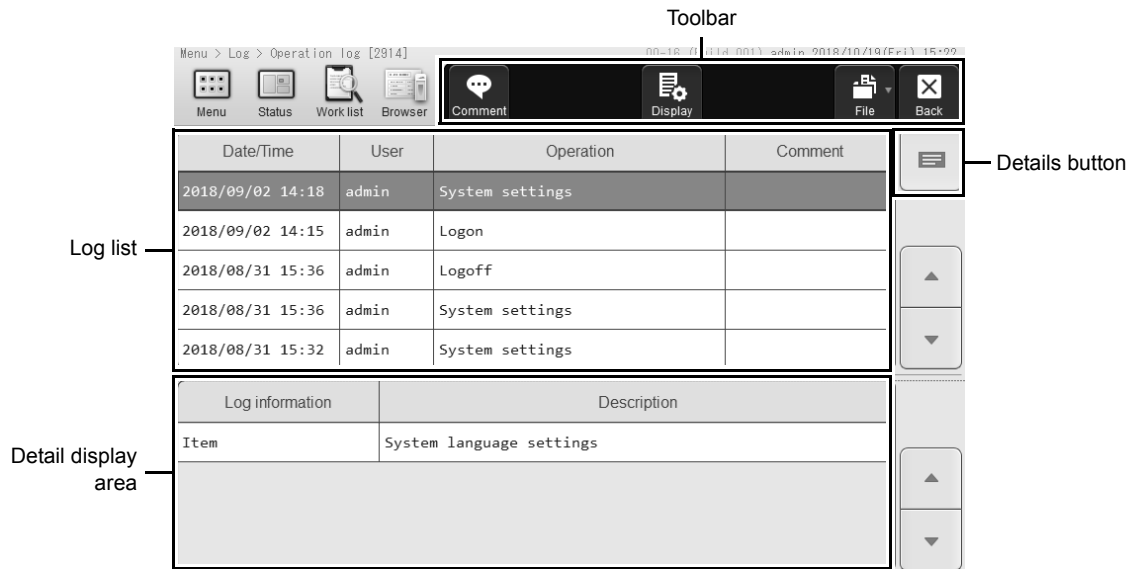 Toolbar
Menu > Log > Operation log [2914] 00-16 (Build 001) admin 2018/10/19(Fri) 15:22
Menu Status Work list Browser Comment Display File Back
Details button
Date/Time User Operation Comment
2018/09/02 14:18 admin System settings
2018/09/02 14:15 admin Logon
Log list
2018/08/31 15:36 admin Logoff
2018/08/31 15:36 admin System settings
2018/08/31 15:32 admin System settings
Log information Description
Item System language settings
Detail display
area